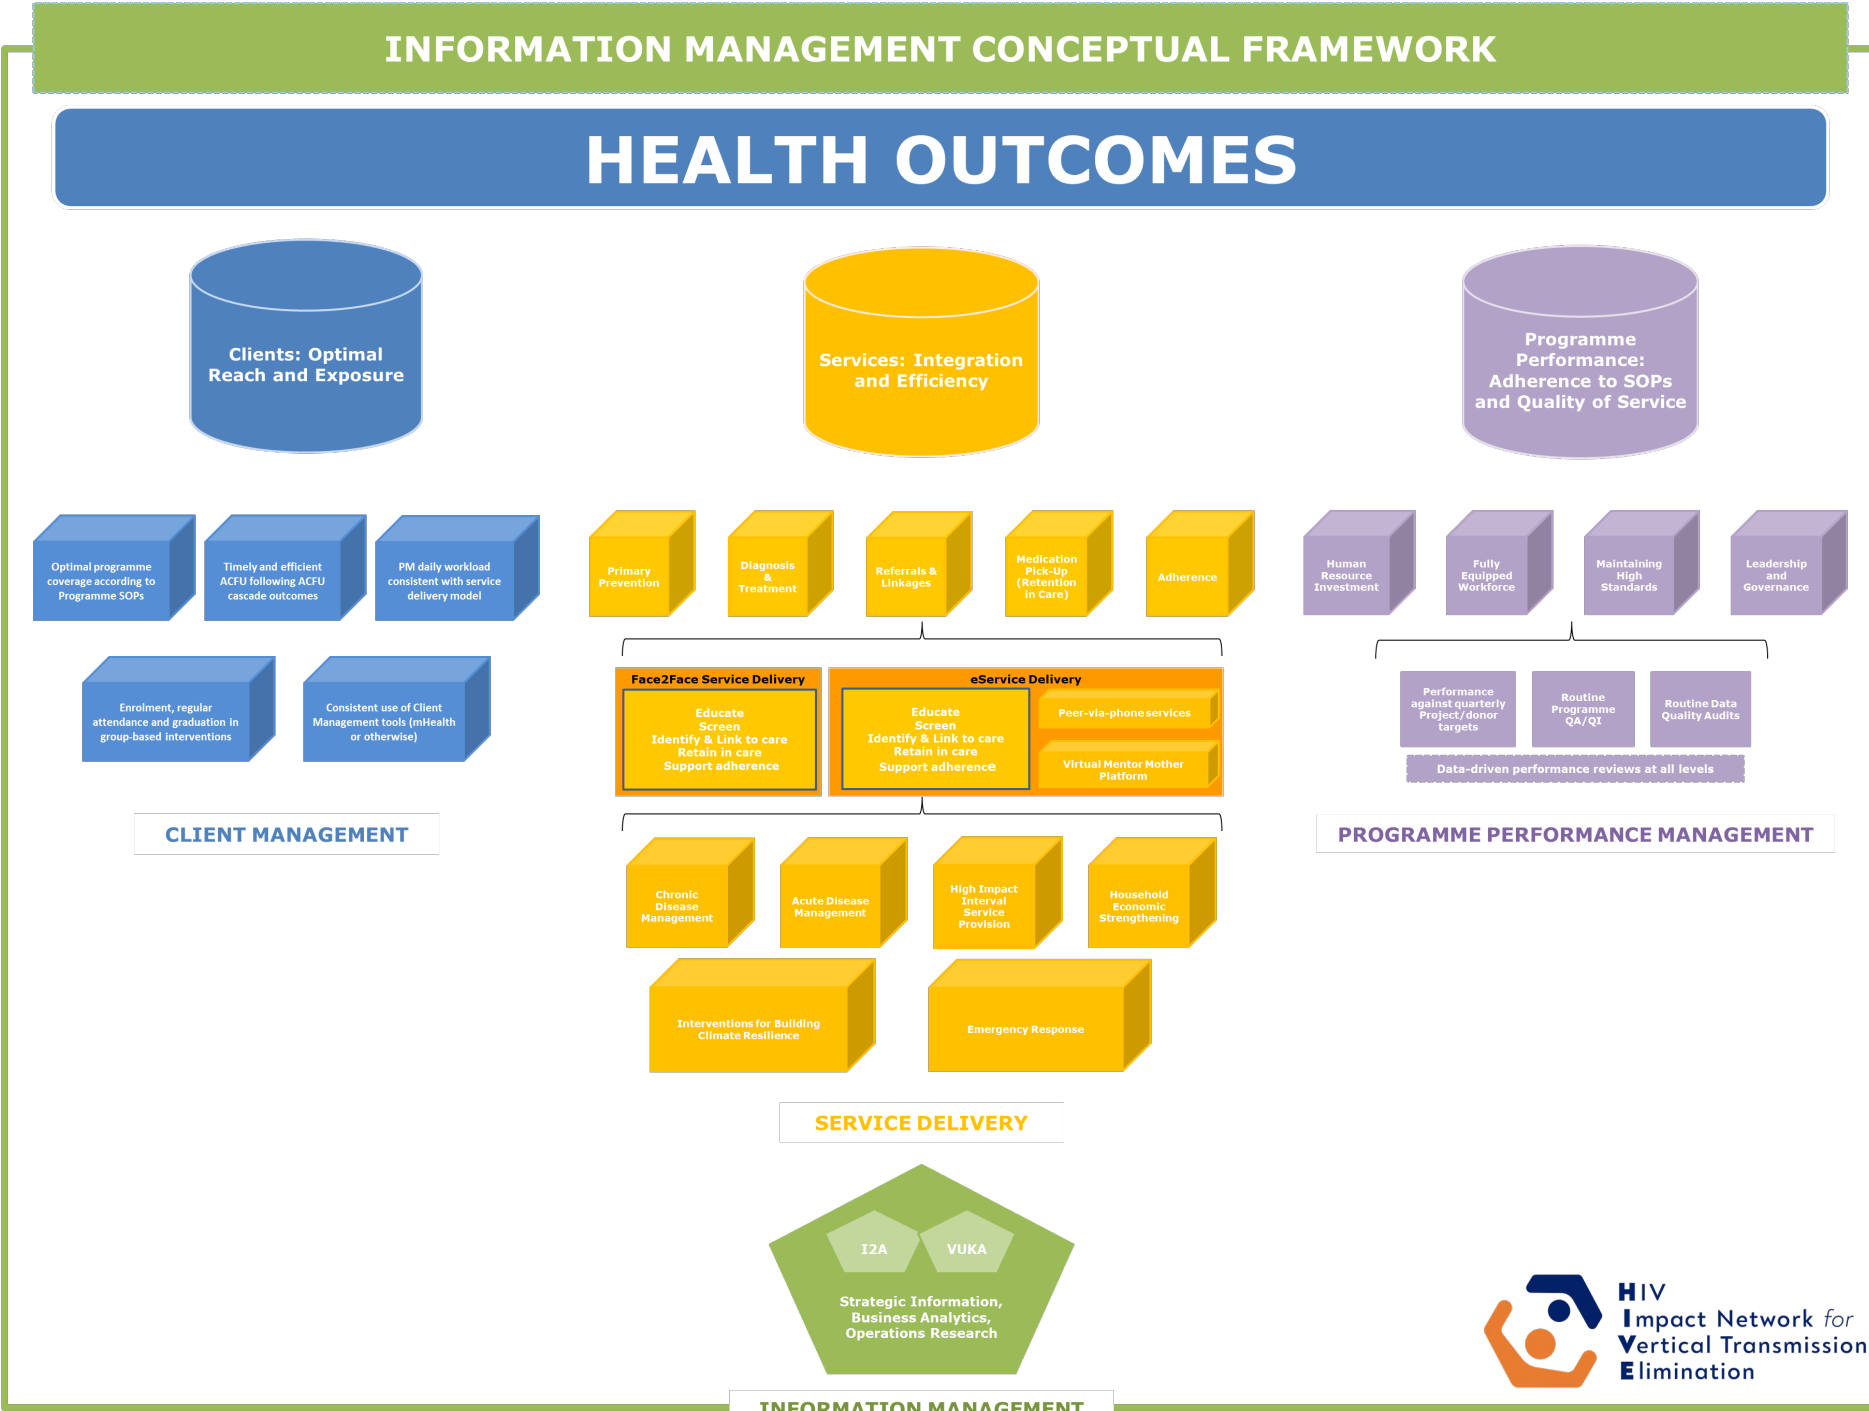 INFORMATION MANAGEMENT CONCEPTUAL FRAMEWORK
HEALTH OUTCOMES
Clients: Optimal
Reach and Exposure
Services: Integration
and Efficiency
Programme
Performance:
Adherence to SOPs
and Quality of Service
Optimal programme
coverage according to
Programme SOPs
Timely and efficient
ACFU following ACFU
cascade outcomes
PM daily workload
consistent with service
delivery model
Enrolment, regular
attendance and graduation in
group-based interventions
Consistent use of Client
Management tools (mHealth
or otherwise)
CLIENT MANAGEMENT
Primary
Prevention
Diagnosis
&
Treatment
Referrals &
Linkages
Medication
Pick-Up
(Retention
in Care)
Adherence
Face2Face Service Delivery
Educate
Screen
Identify & Link to care
Retain in care
Support adherence
eService Delivery
Educate
Screen
Identify & Link to care
Retain in care
Support adherence
Peer-via-phone services
Virtual Mentor Mother
Platform
Chronic
Disease
Management
Acute Disease
Management
High Impact
Interval
Service
Provision
Household
Economic
Strengthening
Interventions for Building
Climate Resilience
Emergency Response
SERVICE DELIVERY
Human
Resource
Investment
Fully
Equipped
Workforce
Maintaining
High
Standards
Leadership
and
Governance
Performance
against quarterly
Project/donor
targets
Routine
Programme
QA/QI
Routine Data
Quality Audits
Data-driven performance reviews at all levels
PROGRAMME PERFORMANCE MANAGEMENT
I2A
VUKA
Strategic Information,
Business Analytics,
Operations Research
INFORMATION MANAGEMENT
HIV
Impact Network for
Vertical Transmission
Elimination